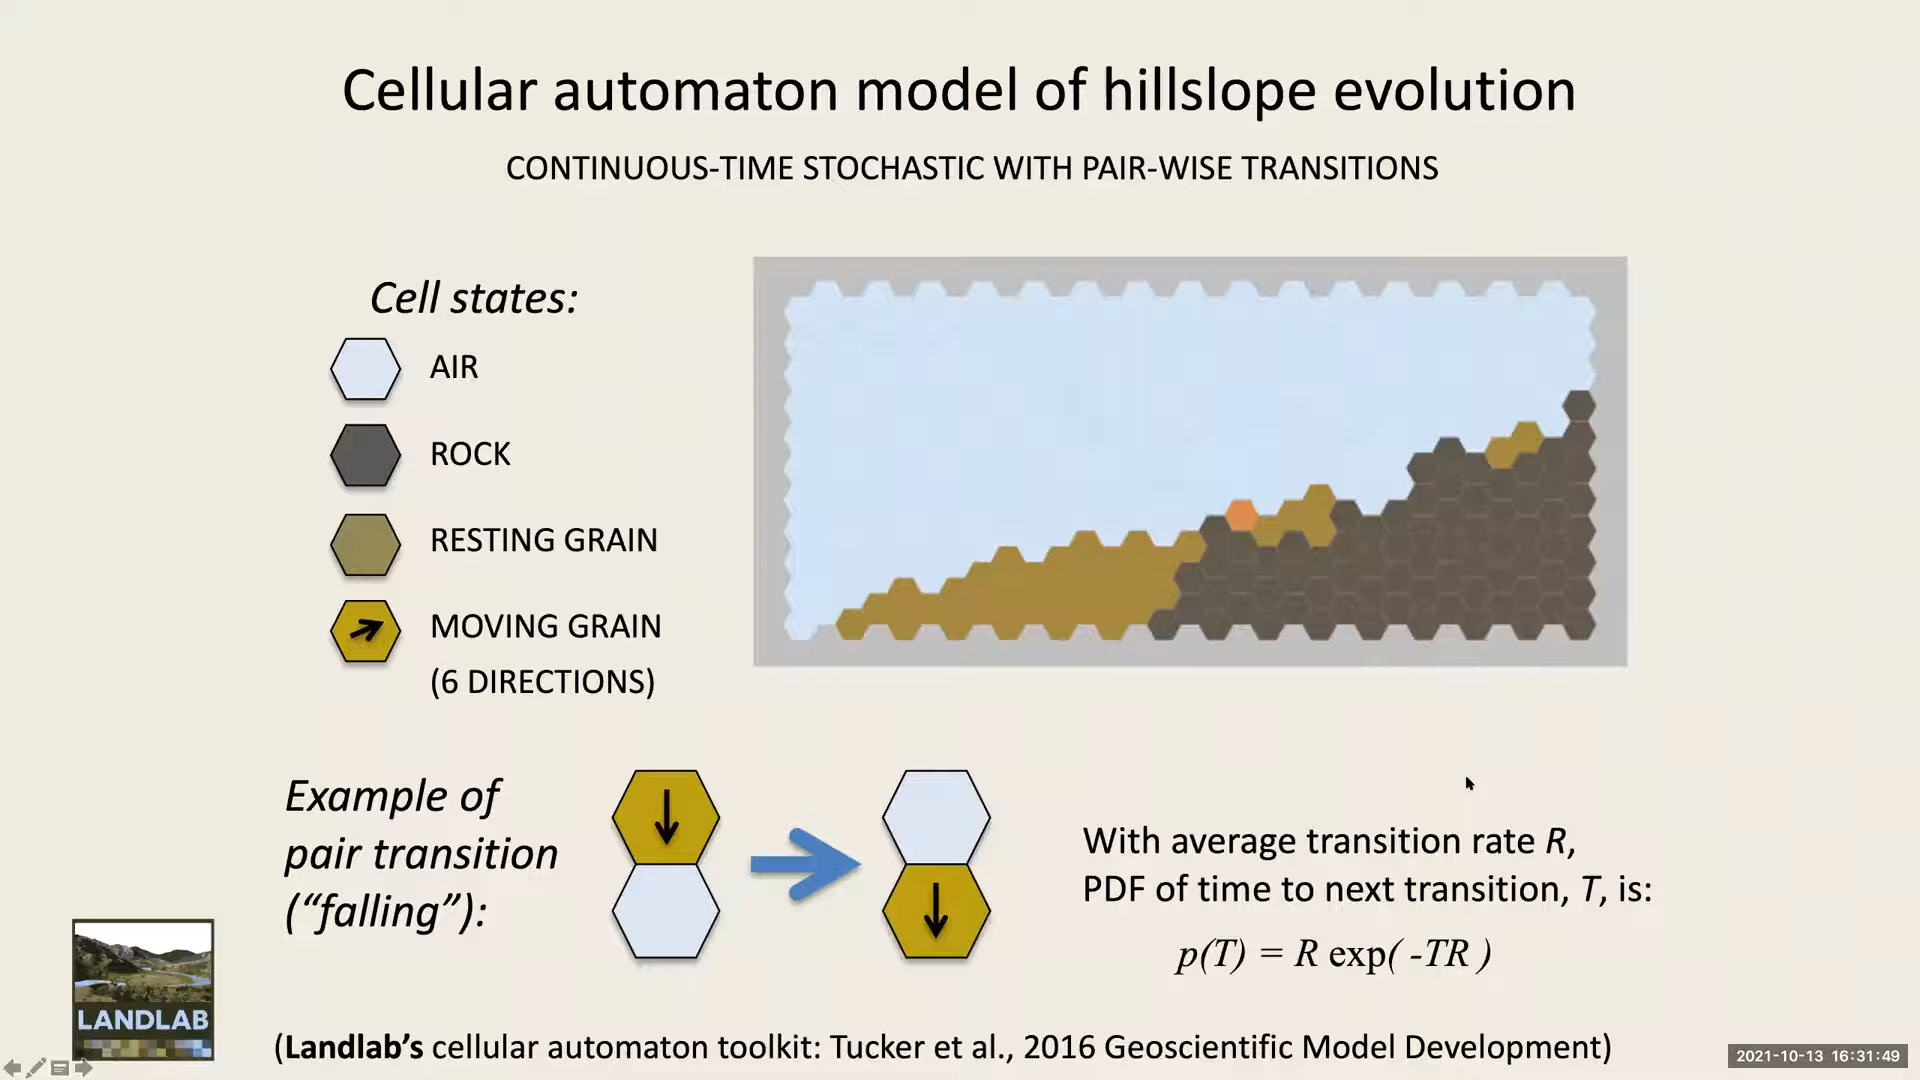 Cellular automaton model of hillslope evolution
CONTINUOUS-TIME STOCHASTIC WITH PAIR-WISE TRANSITIONS
Cell states:
AIR
ROCK
RESTING GRAIN
MOVING GRAIN
(6 DIRECTIONS)
Example of
pair transition
(“falling”):
With average transition rate R,
PDF of time to next transition, T, is:
p(T) = R exp( -TR )
LANDLAB
(Landlab’s cellular automaton toolkit: Tucker et al., 2016 Geoscientific Model Development)
2021-10-13 16:31:49